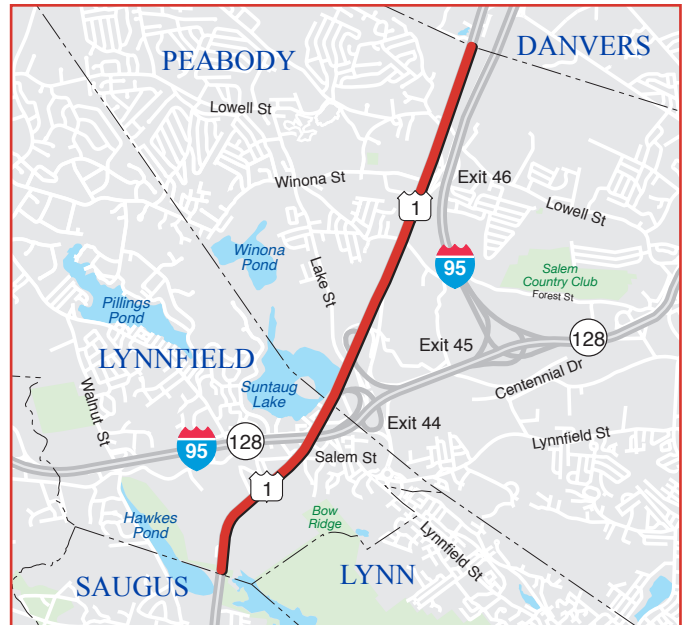 DANVERS
PEABODY
Lowell St
Winona St
Exit 46
1
Lowell St
Winona
Pond
95
Salem
Country Club
Forest St
Lake St
Pillings
Pond
128
Exit 45
LYNNFIELD
Centennial Dr
Suntaug
Lake
Walnut St
Exit 44
128
95
Lynnfield St
Salem St
1
Hawkes
Pond
Bow
Ridge
Lynnfield St
LYNN
SAUGUS